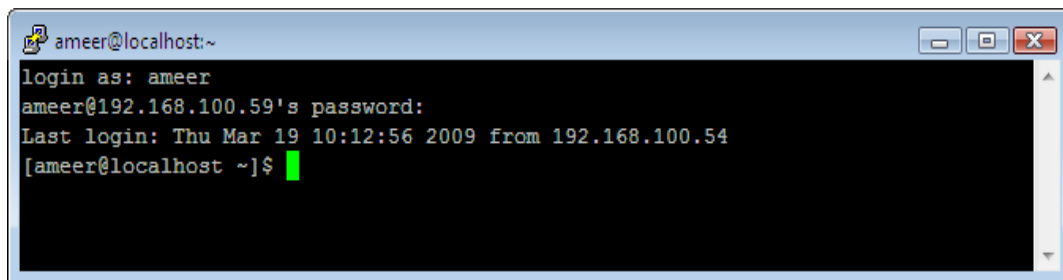 ameer@localhost:~
login as: ameer
ameer@192.168.100.59's password:
Last login: Thu Mar 19 10:12:56 2009 from 192.168.100.54
[ameer@localhost ~]$